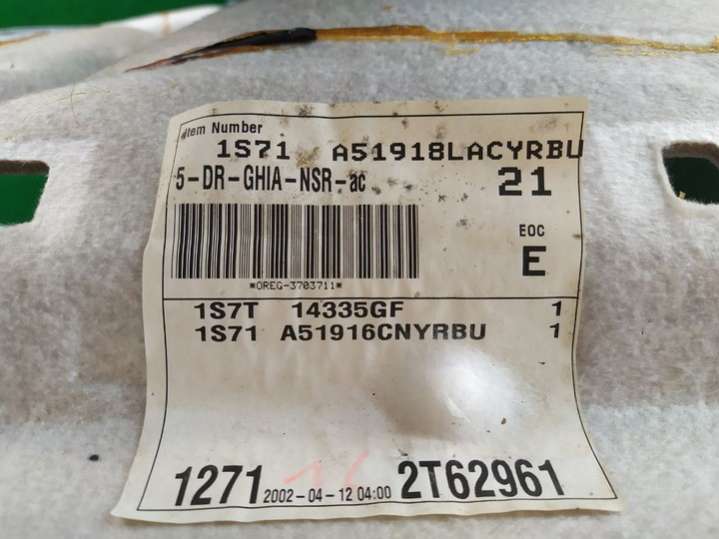 Item Number
1S71 A51918LACYRBU
5-DR-GHIA-NSR-ac 21
EOC
E
*OREG-3703711*
1S7T 14335GF 1
1S71 A51916CNYRBU 1
1271 2002-04-12 04:00 2T62961